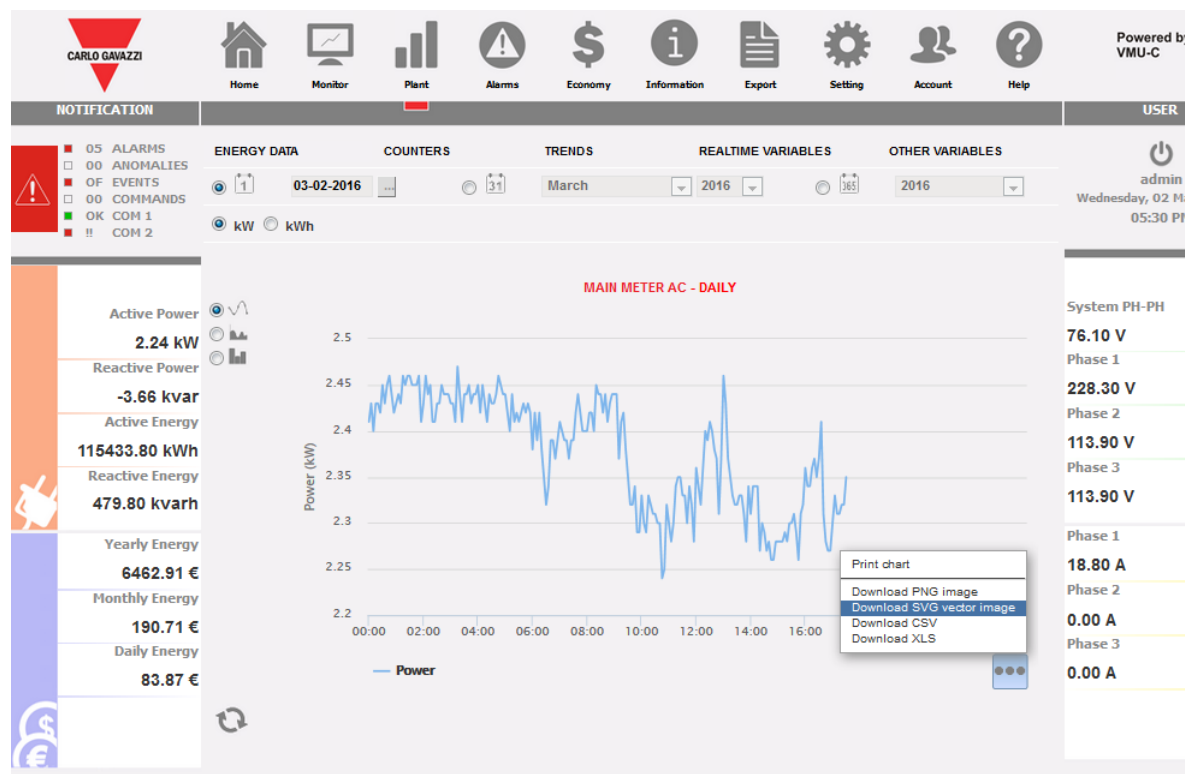 CARLO GAVAZZI
Home
Monitor
Plant
Alarms
Economy
Information
Export
Setting
Account
Help
Powered by
VMU-C
NOTIFICATION
USER
05 ALARMS
00 ANOMALIES
OF EVENTS
00 COMMANDS
OK COM 1
!! COM 2
ENERGY DATA COUNTERS TRENDS REALTIME VARIABLES OTHER VARIABLES
1 03-02-2016 ... 31 March 2016 365 2016
kW kWh
admin
Wednesday, 02 Ma
05:30 PM
Active Power
2.24 kW
Reactive Power
-3.66 kvar
Active Energy
115433.80 kWh
Reactive Energy
479.80 kvarh
Yearly Energy
6462.91 €
Monthly Energy
190.71 €
Daily Energy
83.87 €
MAIN METER AC - DAILY
Power (kW)
2.5
2.45
2.4
2.35
2.3
2.25
2.2
00:00 02:00 04:00 06:00 08:00 10:00 12:00 14:00 16:00
Power
Print chart
Download PNG image
Download SVG vector image
Download CSV
Download XLS
System PH-PH
76.10 V
Phase 1
228.30 V
Phase 2
113.90 V
Phase 3
113.90 V
Phase 1
18.80 A
Phase 2
0.00 A
Phase 3
0.00 A